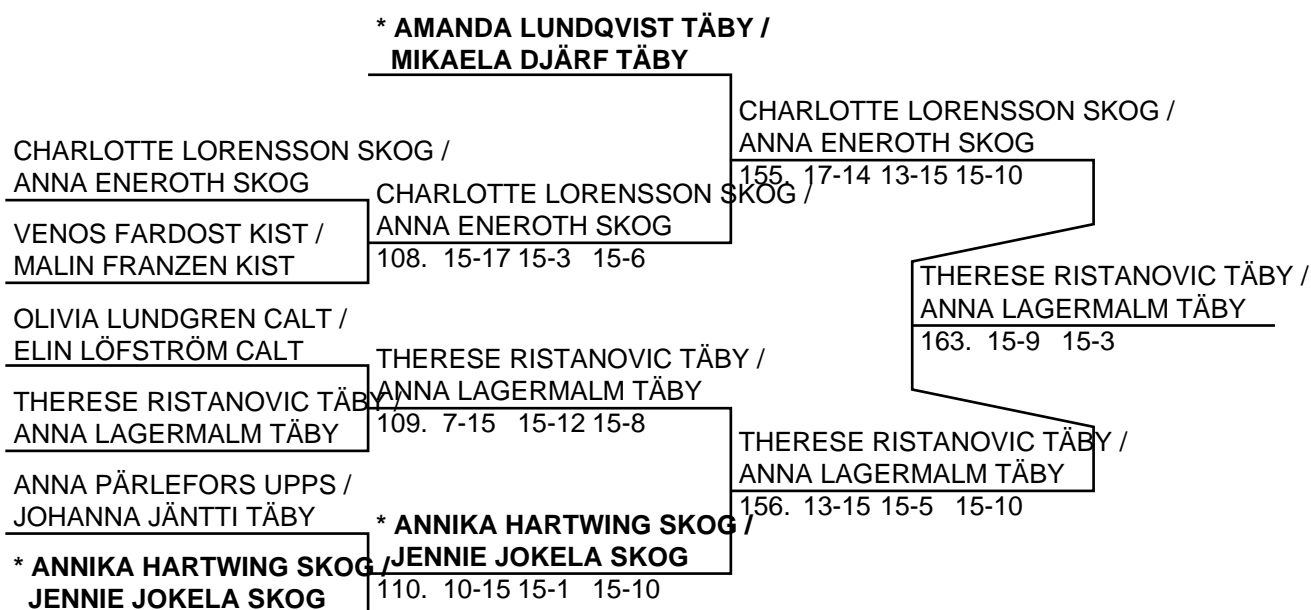 * AMANDA LUNDQVIST TÄBY /
MIKAELA DJÄRF TÄBY
CHARLOTTE LORENSSON SKOG /
ANNA ENEROTH SKOG
VENOS FARDOST KIST /
MALIN FRANZEN KIST
OLIVIA LUNDGREN CALT /
ELIN LÖFSTRÖM CALT
THERESE RISTANOVIC TÄBY /
ANNA LAGERMALM TÄBY
ANNA PÄRLEFORS UPPS /
JOHANNA JÄNTTI TÄBY
* ANNIKA HARTWING SKOG /
JENNIE JOKELA SKOG
CHARLOTTE LORENSSON SKOG /
ANNA ENEROTH SKOG
108. 15-17 15-3 15-6
THERESE RISTANOVIC TÄBY /
ANNA LAGERMALM TÄBY
109. 7-15 15-12 15-8
* ANNIKA HARTWING SKOG /
JENNIE JOKELA SKOG
110. 10-15 15-1 15-10
CHARLOTTE LORENSSON SKOG /
ANNA ENEROTH SKOG
155. 17-14 13-15 15-10
THERESE RISTANOVIC TÄBY /
ANNA LAGERMALM TÄBY
156. 13-15 15-5 15-10
THERESE RISTANOVIC TÄBY /
ANNA LAGERMALM TÄBY
163. 15-9 15-3